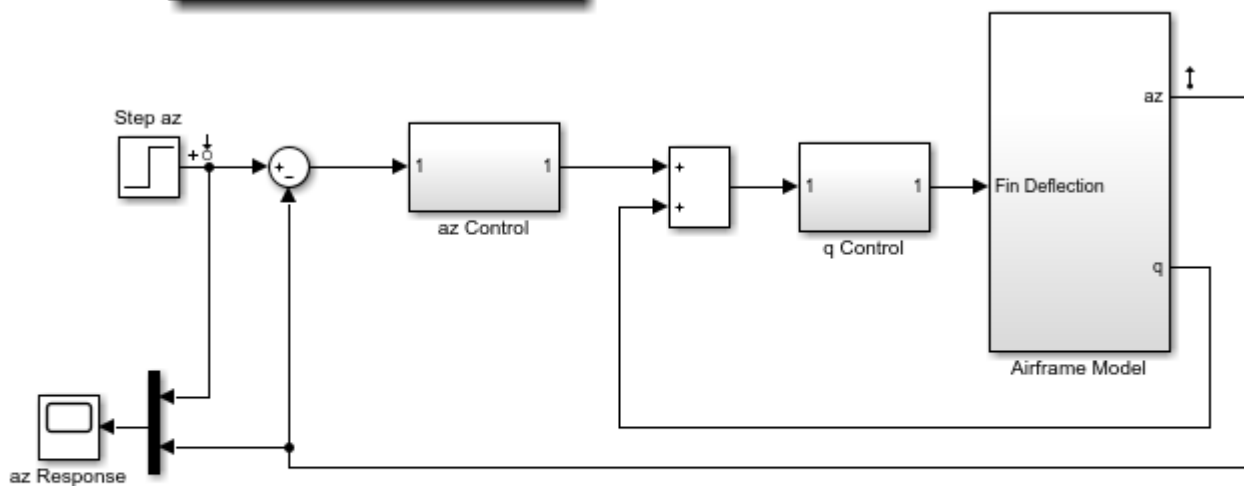 Step az
+
+
-
1
1
az Control
+
+
1
1
q Control
az
Fin Deflection
q
Airframe Model
az Response